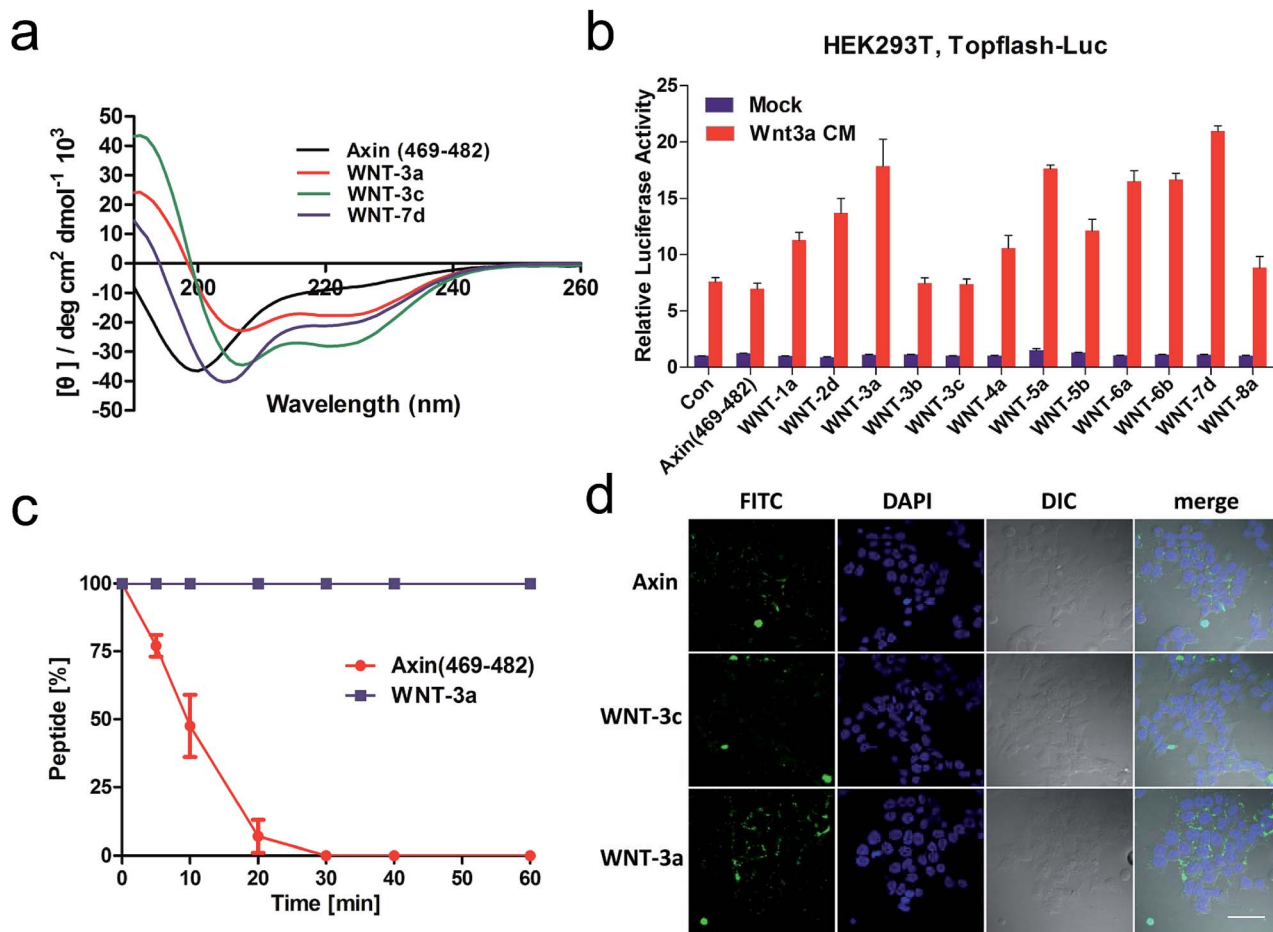 a
50
40
30
20
10
0
-10
-20
-30
-40
-50
[θ] / deg cm² dmol⁻¹ 10³
200
220
240
260
Wavelength (nm)
Axin (469-482)
WNT-3a
WNT-3c
WNT-7d
b
HEK293T, Topflash-Luc
25
20
15
10
5
0
Relative Luciferase Activity
Mock
Wnt3a CM
Con
Axin(469-482)
WNT-1a
WNT-2d
WNT-3a
WNT-3b
WNT-3c
WNT-4a
WNT-5a
WNT-5b
WNT-6a
WNT-6b
WNT-7d
WNT-8a
c
100
75
50
25
0
Peptide [%]
0
10
20
30
40
50
60
Time [min]
Axin(469-482)
WNT-3a
d
FITC DAPI DIC merge
Axin
WNT-3c
WNT-3a